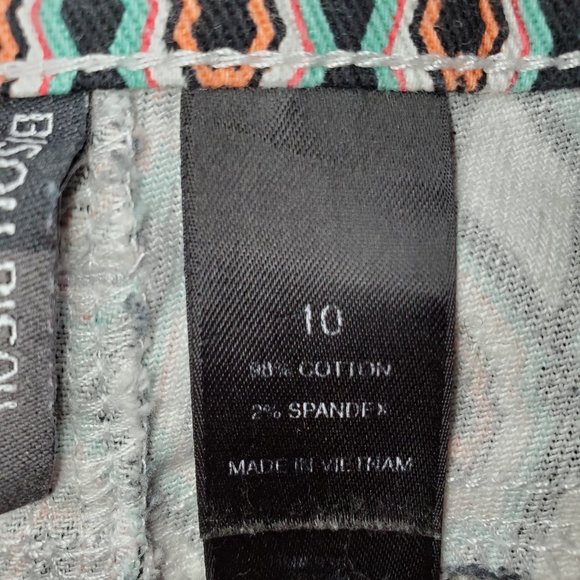 BISOU BISOU
10
98% COTTON
2% SPANDEX
MADE IN VIETNAM